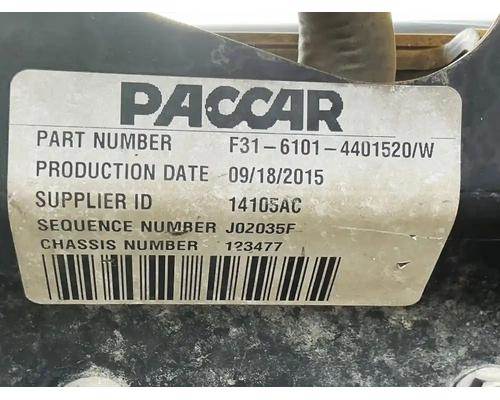 PACCAR
PART NUMBER F31-6101-4401520/W
PRODUCTION DATE 09/18/2015
SUPPLIER ID 14105AC
SEQUENCE NUMBER J02035F
CHASSIS NUMBER 123477